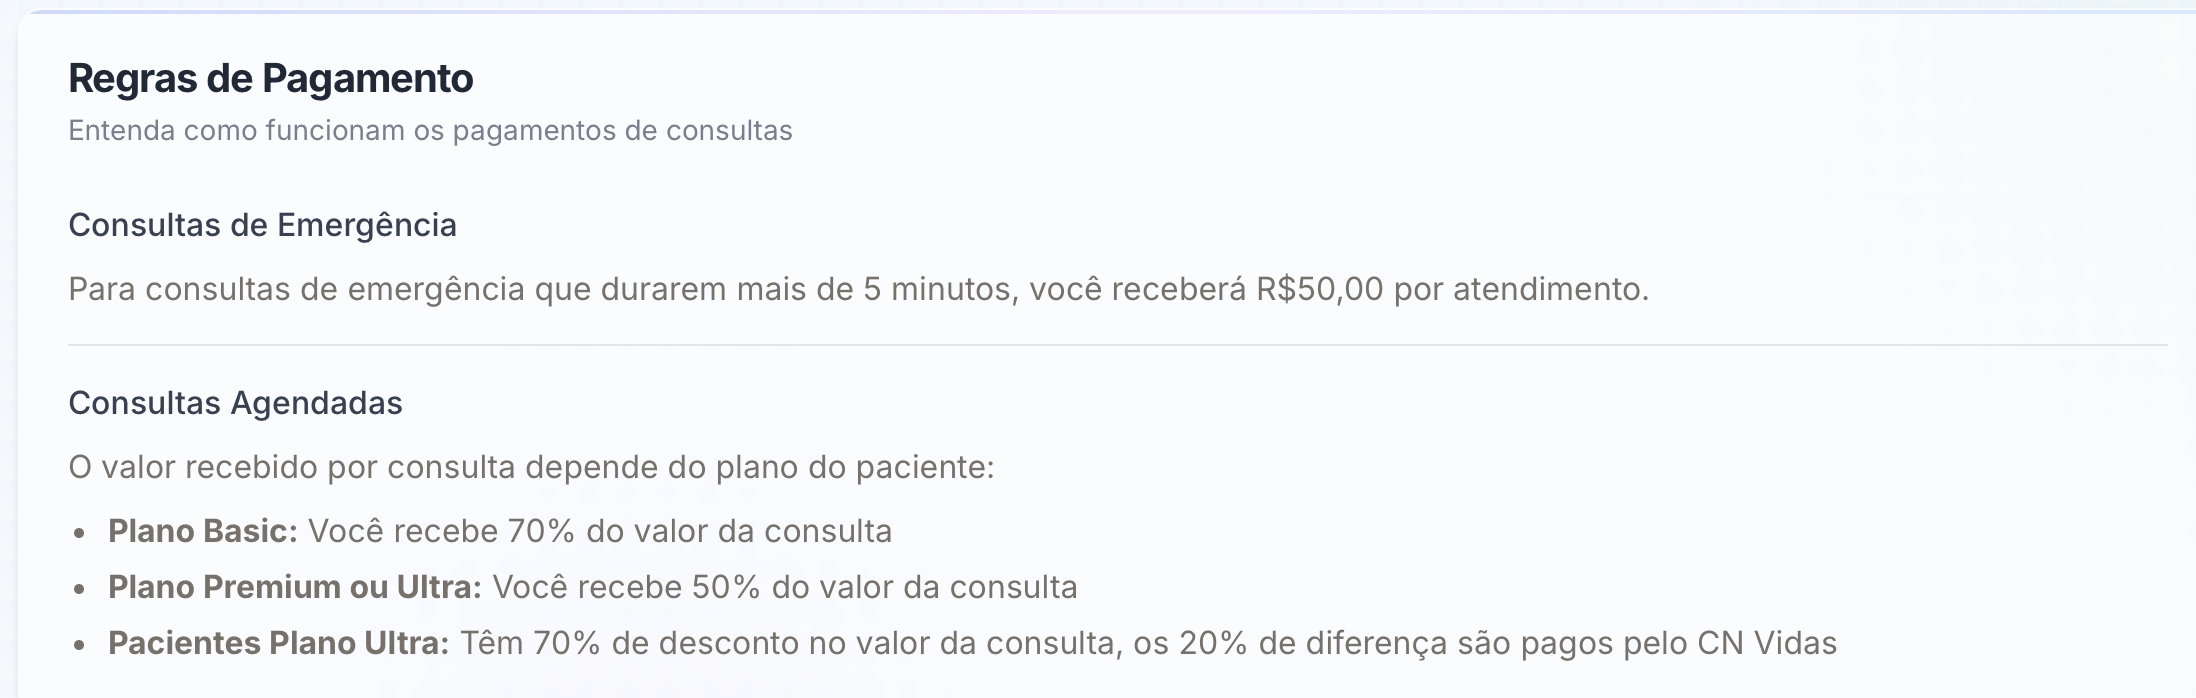 Regras de Pagamento
Entenda como funcionam os pagamentos de consultas
Consultas de Emergência
Para consultas de emergência que durarem mais de 5 minutos, você receberá R$50,00 por atendimento.
Consultas Agendadas
O valor recebido por consulta depende do plano do paciente:
• Plano Basic: Você recebe 70% do valor da consulta
• Plano Premium ou Ultra: Você recebe 50% do valor da consulta
• Pacientes Plano Ultra: Têm 70% de desconto no valor da consulta, os 20% de diferença são pagos pelo CN Vidas